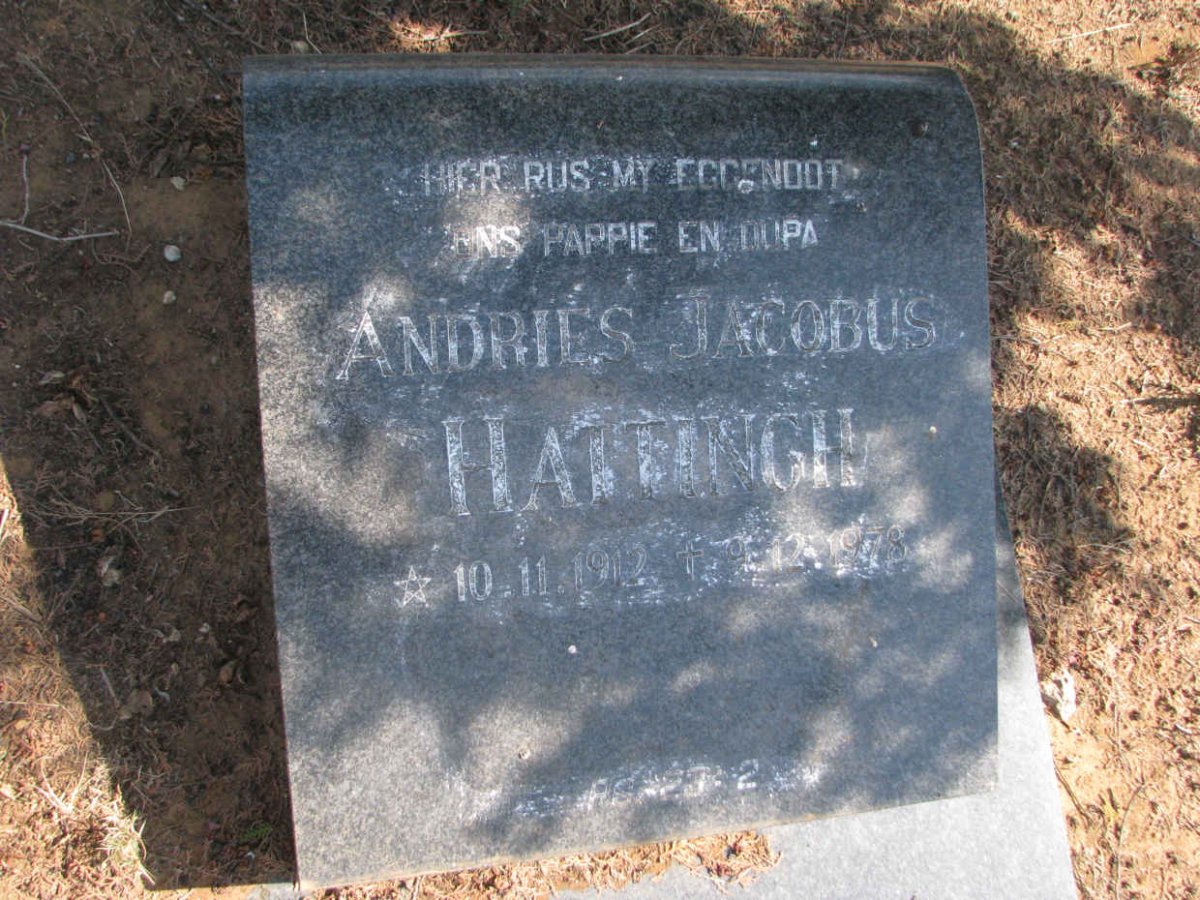 HIER RUS MY EGGENOOT
ONS PAPPIE EN OUPA
ANDRIES JACOBUS
HATTINGH
☆ 10.11.1912 ✝ 9.12.1978